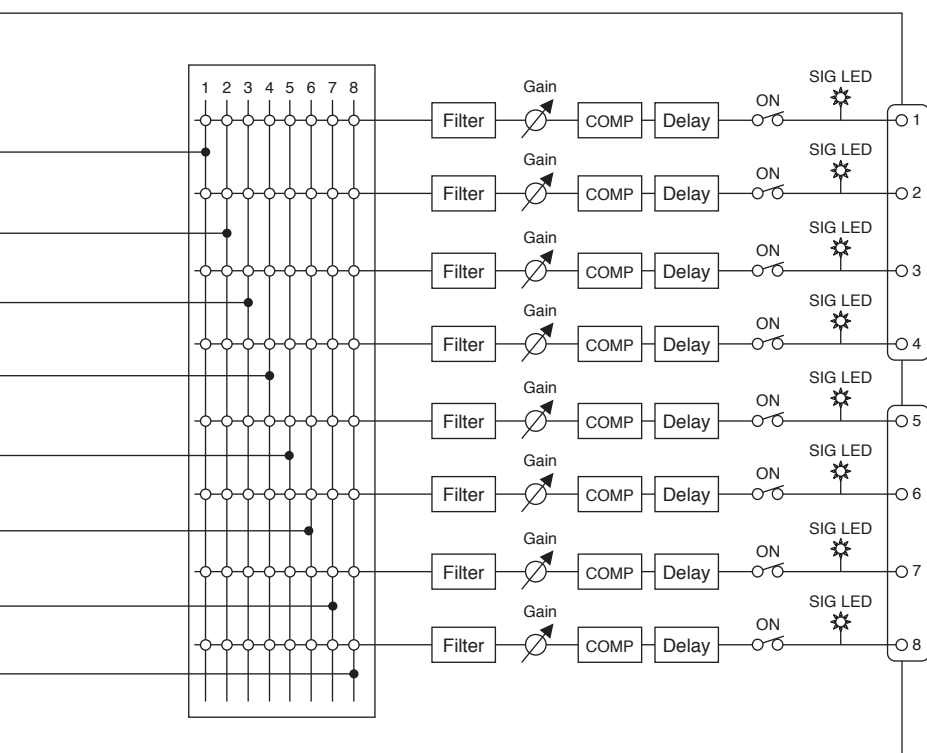 SIG LED
1 2 3 4 5 6 7 8
Gain
ON
Filter
COMP
Delay
1
SIG LED
Gain
ON
Filter
COMP
Delay
2
SIG LED
Gain
ON
Filter
COMP
Delay
3
SIG LED
Gain
ON
Filter
COMP
Delay
4
SIG LED
Gain
ON
Filter
COMP
Delay
5
SIG LED
Gain
ON
Filter
COMP
Delay
6
SIG LED
Gain
ON
Filter
COMP
Delay
7
SIG LED
Gain
ON
Filter
COMP
Delay
8